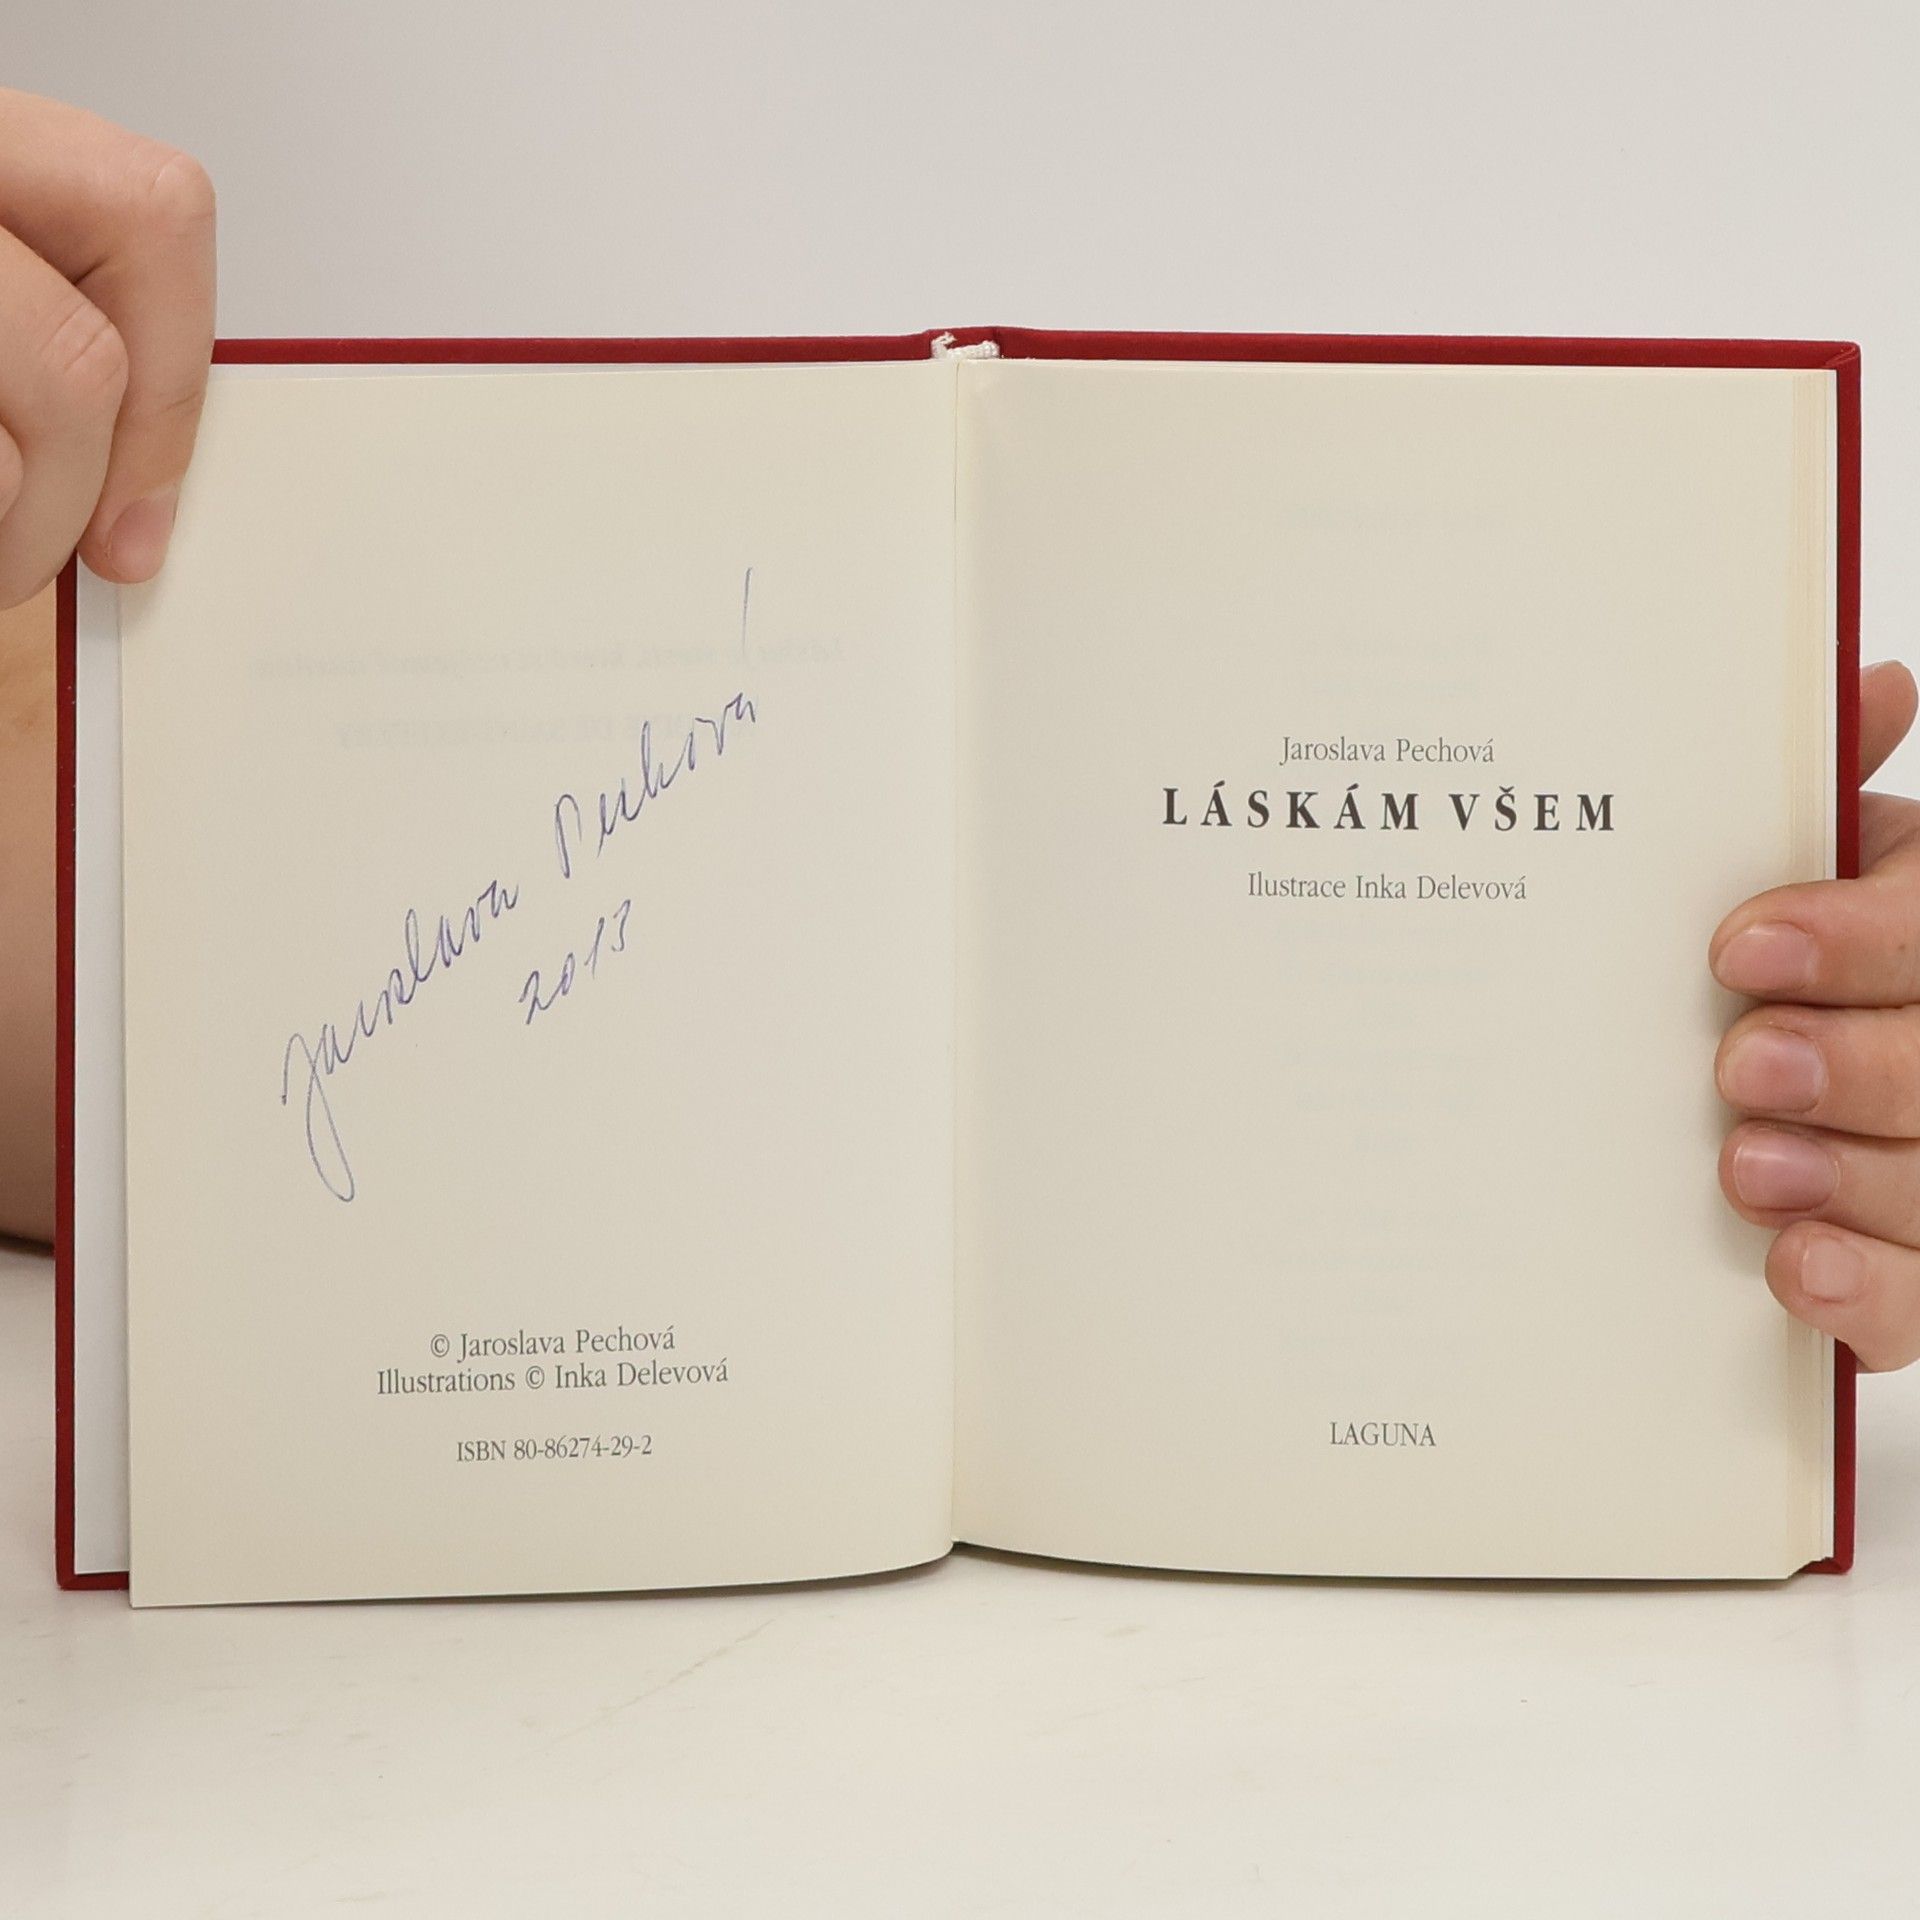 Jaroslava Pechová
2013
© Jaroslava Pechová
Illustrations © Inka Delevová
ISBN 80-86274-29-2
Jaroslava Pechová
LÁSKÁM VŠEM
Ilustrace Inka Delevová
LAGUNA